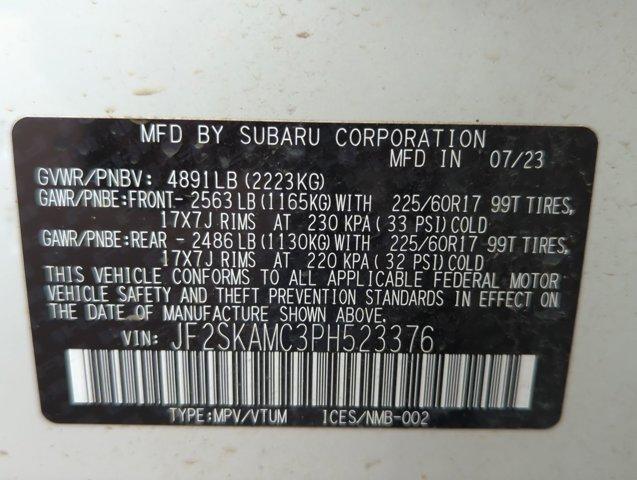 MFD BY SUBARU CORPORATION
MFD IN 07/23
GVWR/PNBV: 4891LB(2223KG)
GAWR/PNBE:FRONT-2563LB(1165KG)WITH 225/60R17 99T TIRES,
17X7J RIMS AT 230 KPA(33 PSI)COLD
GAWR/PNBE:REAR -2486LB(1130KG)WITH 225/60R17 99T TIRES,
17X7J RIMS AT 220 KPA(32 PSI)COLD
THIS VEHICLE CONFORMS TO ALL APPLICABLE FEDERAL MOTOR
VEHICLE SAFETY AND THEFT PREVENTION STANDARDS IN EFFECT ON
THE DATE OF MANUFACTURE SHOWN ABOVE.
VIN: JF2SKAMC3PH523376
TYPE:MPV/VTUM ICES/NMB-002